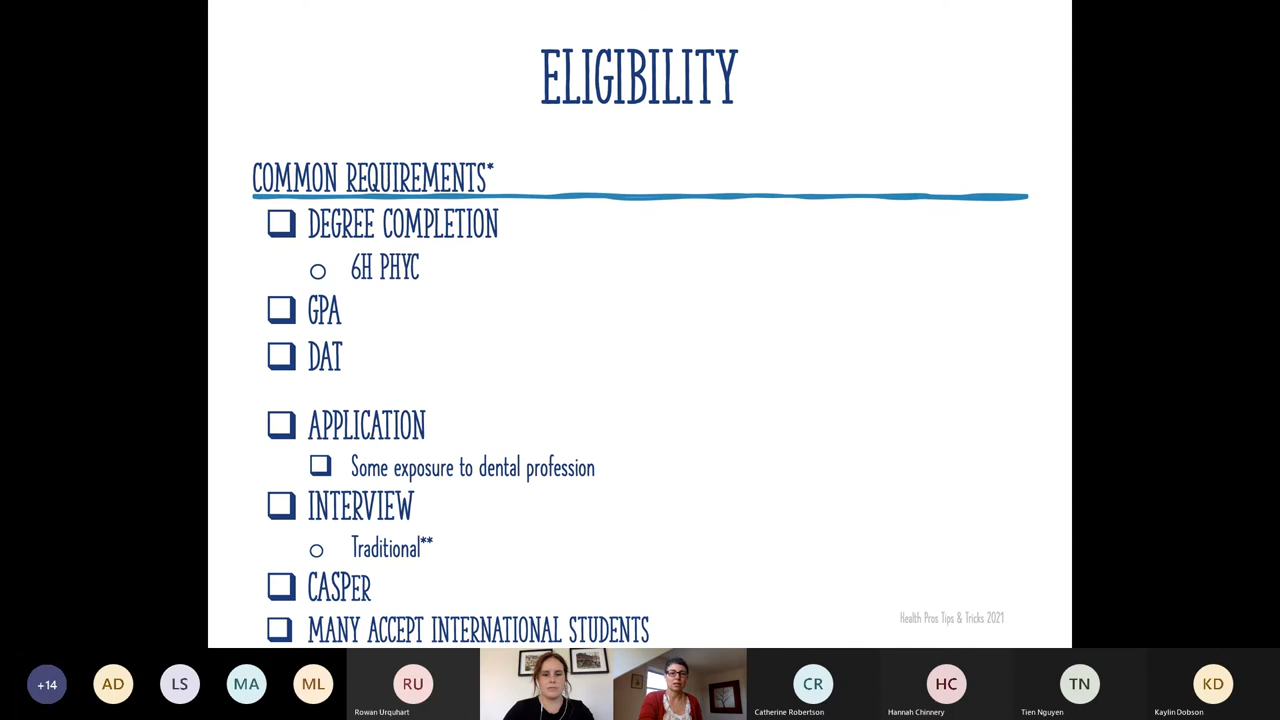 ELIGIBILITY
COMMON REQUIREMENTS*
DEGREE COMPLETION
6H PHYC
GPA
DAT
APPLICATION
Some exposure to dental profession
INTERVIEW
Traditional**
CASPER
MANY ACCEPT INTERNATIONAL STUDENTS
Health Pros Tips & Tricks 2021
+14
AD
LS
MA
ML
RU
Rowan Urquhart
CR
Catherine Robertson
HC
Hannah Chinnery
TN
Tien Nguyen
KD
Kaylin Dobson